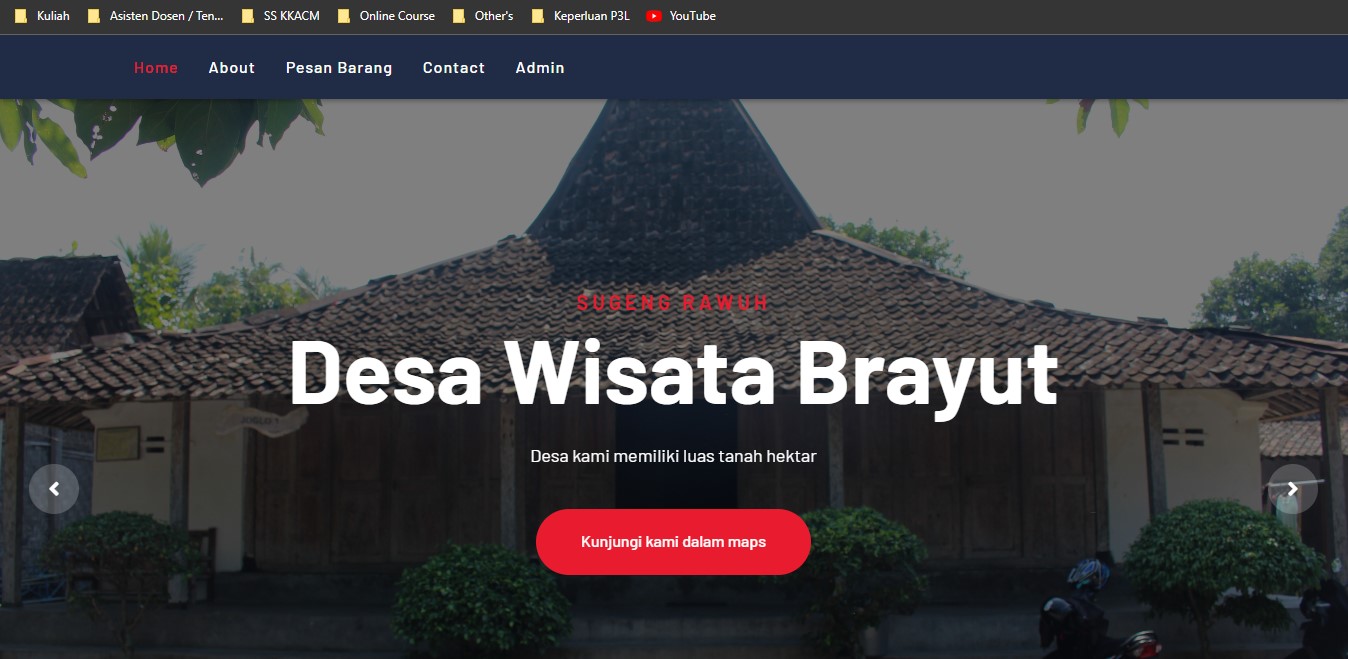 Kuliah Asisten Dosen / Ten... SS KKACM Online Course Other's Keperluan P3L YouTube
Home About Pesan Barang Contact Admin
SUGENG RAWUH
Desa Wisata Brayut
Desa kami memiliki luas tanah hektar
Kunjungi kami dalam maps